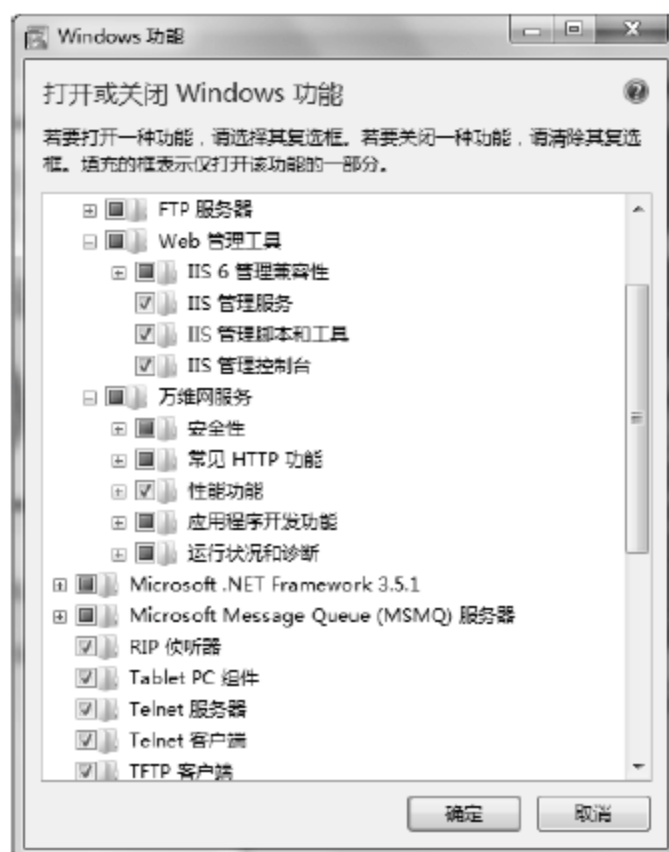 Windows 功能
打开或关闭 Windows 功能
若要打开一种功能，请选择其复选框。若要关闭一种功能，请清除其复选
框。填充的框表示仅打开该功能的一部分。
FTP 服务器
Web 管理工具
IIS 6 管理兼容性
IIS 管理服务
IIS 管理脚本和工具
IIS 管理控制台
万维网服务
安全性
常见 HTTP 功能
性能功能
应用程序开发功能
运行状况和诊断
Microsoft .NET Framework 3.5.1
Microsoft Message Queue (MSMQ) 服务器
RIP 侦听器
Tablet PC 组件
Telnet 服务器
Telnet 客户端
TFTP 客户端
确定 取消